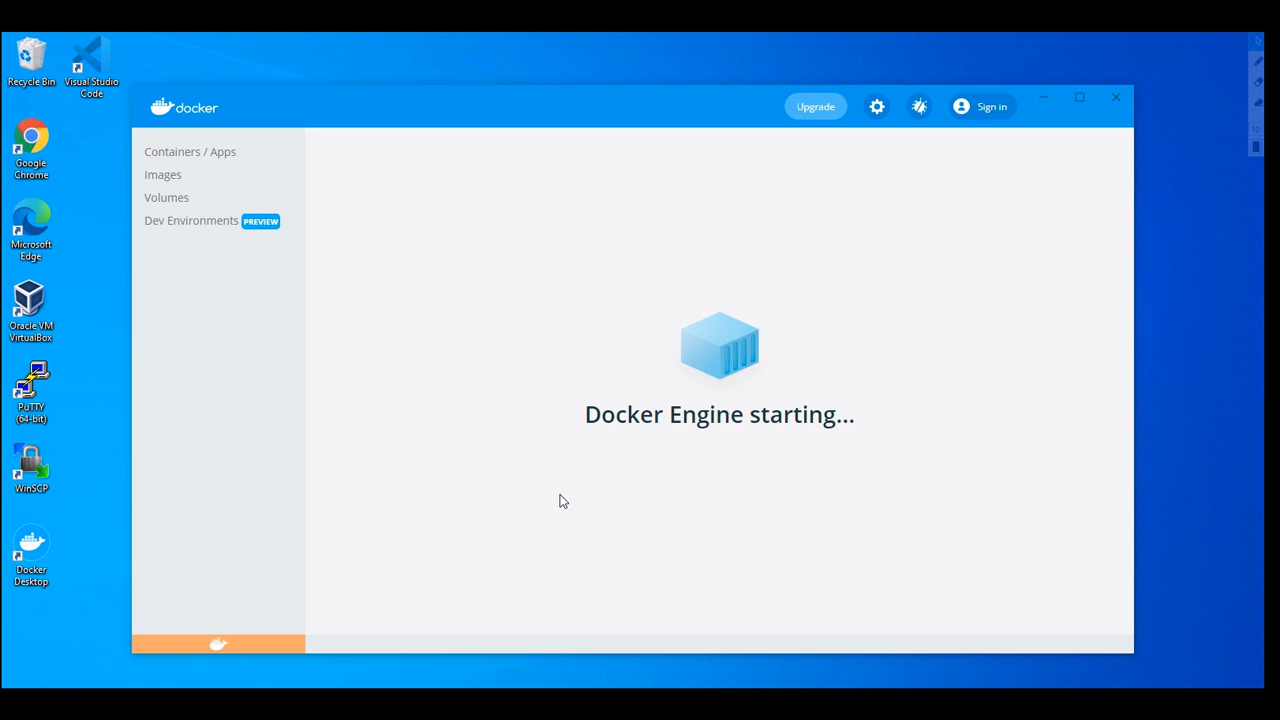 Recycle Bin
Visual Studio
Code
Google
Chrome
Microsoft
Edge
Oracle VM
VirtualBox
PuTTY
(64-bit)
WinSCP
Docker
Desktop
docker
Upgrade
Sign in
Containers / Apps
Images
Volumes
Dev Environments PREVIEW
Docker Engine starting...
10